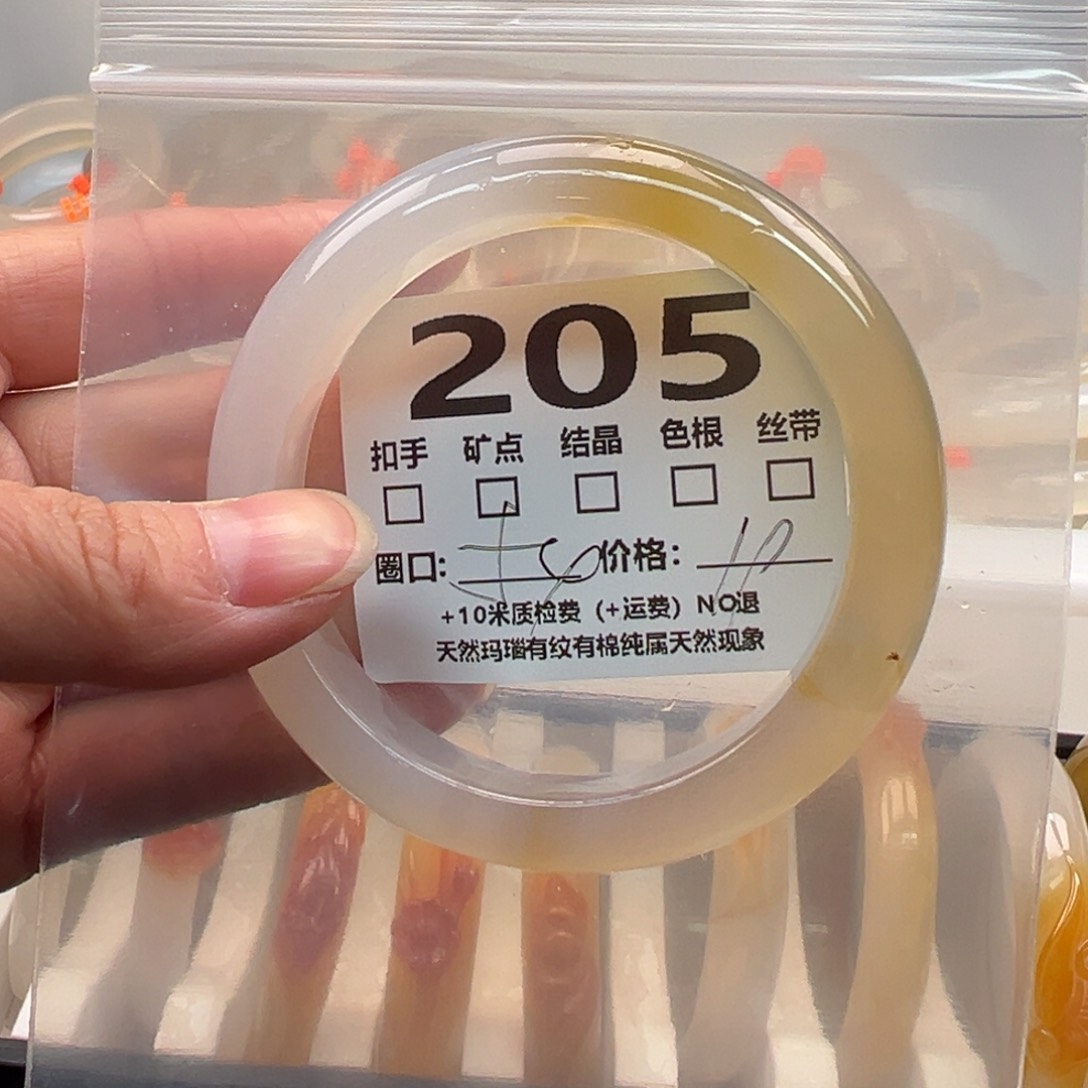 205
扣手 矿点 结晶 色根 丝带
圈口: 价格:
+10米质检费（+运费）NO退
天然玛瑙有纹有棉纯属天然现象